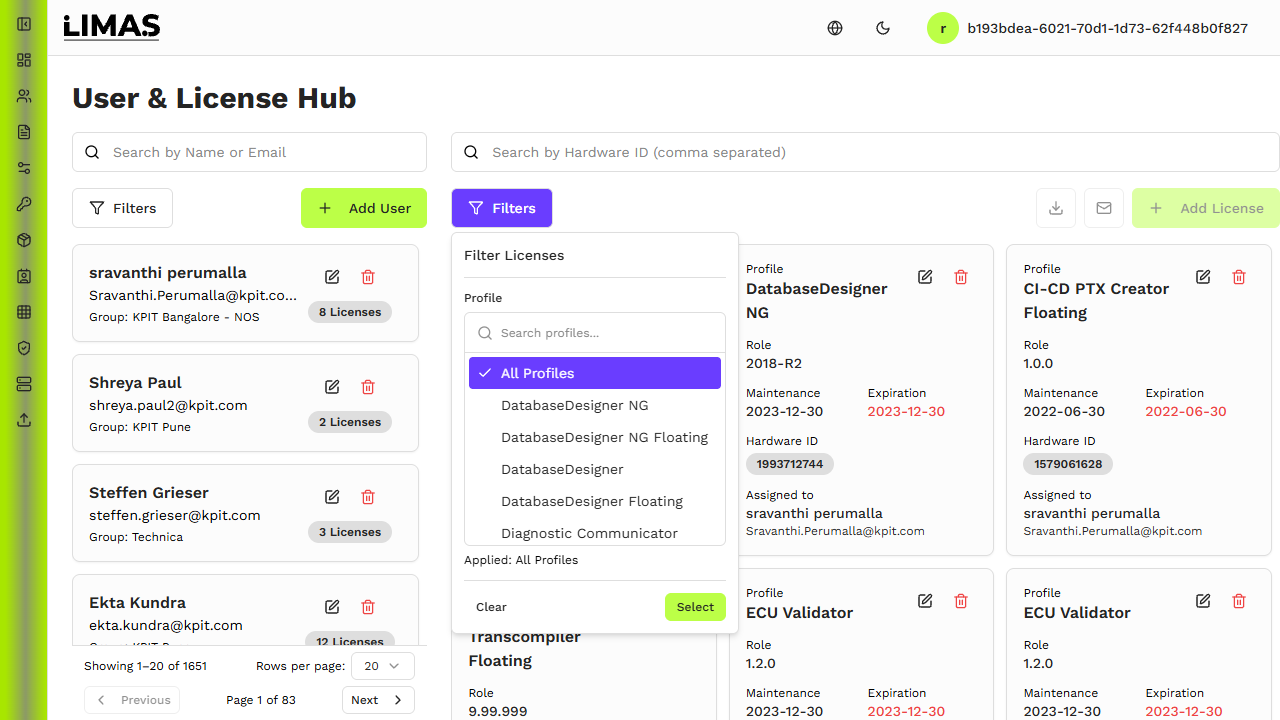 LIMAS
r
b193bdea-6021-70d1-1d73-62f448b0f827
User & License Hub
Search by Name or Email
Search by Hardware ID (comma separated)
Filters
Add User
Filters
Add License
sravanthi perumalla
Sravanthi.Perumalla@kpit.co...
Group: KPIT Bangalore - NOS
8 Licenses
Shreya Paul
shreya.paul2@kpit.com
Group: KPIT Pune
2 Licenses
Steffen Grieser
steffen.grieser@kpit.com
Group: Technica
3 Licenses
Ekta Kundra
ekta.kundra@kpit.com
12 Licenses
Showing 1–20 of 1651
Rows per page:
20
Previous
Page 1 of 83
Next
Filter Licenses
Profile
Search profiles...
All Profiles
DatabaseDesigner NG
DatabaseDesigner NG Floating
DatabaseDesigner
DatabaseDesigner Floating
Diagnostic Communicator
Applied: All Profiles
Clear
Select
Transcompiler
Floating
Role
9.99.999
Profile
DatabaseDesigner
NG
Role
2018-R2
Maintenance
2023-12-30
Expiration
2023-12-30
Hardware ID
1993712744
Assigned to
sravanthi perumalla
Sravanthi.Perumalla@kpit.com
Profile
CI-CD PTX Creator
Floating
Role
1.0.0
Maintenance
2022-06-30
Expiration
2022-06-30
Hardware ID
1579061628
Assigned to
sravanthi perumalla
Sravanthi.Perumalla@kpit.com
Profile
ECU Validator
Role
1.2.0
Maintenance
2023-12-30
Expiration
2023-12-30
Profile
ECU Validator
Role
1.2.0
Maintenance
2023-12-30
Expiration
2023-12-30